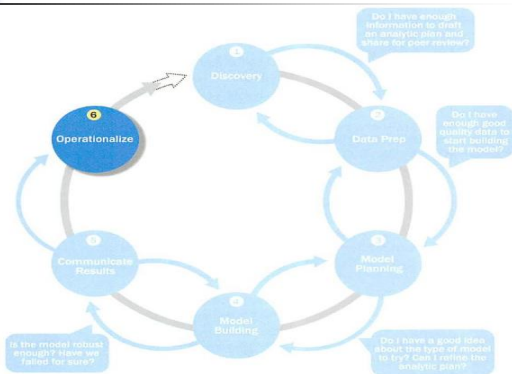 Do I have enough
information to draft
an analytic plan and
share for peer review?
1
Discovery
6
Operationalize
2
Data Prep
Do I have
enough good
quality data to
start building
the model?
5
Communicate
Results
3
Model
Planning
4
Model
Building
Is the model robust
enough? Have we
failed for sure?
Do I have a good idea
about the type of model
to try? Can I refine the
analytic plan?